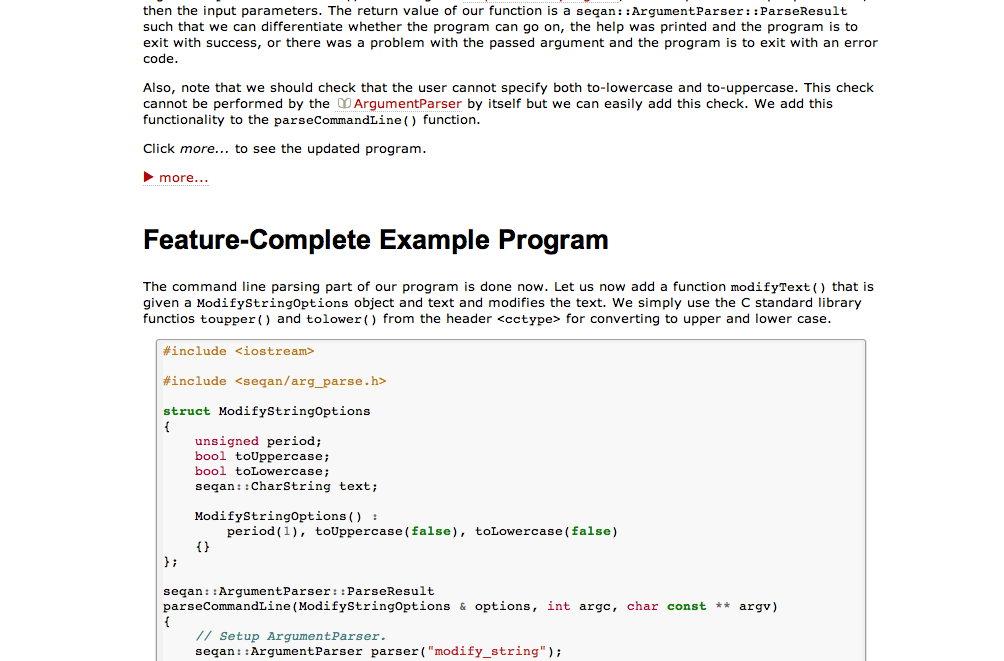 then the input parameters. The return value of our function is a seqan::ArgumentParser::ParseResult
such that we can differentiate whether the program can go on, the help was printed and the program is to
exit with success, or there was a problem with the passed argument and the program is to exit with an error
code.
Also, note that we should check that the user cannot specify both to-lowercase and to-uppercase. This check
cannot be performed by the ArgumentParser by itself but we can easily add this check. We add this
functionality to the parseCommandLine() function.
Click more... to see the updated program.
more...
Feature-Complete Example Program
The command line parsing part of our program is done now. Let us now add a function modifyText() that is
given a ModifyStringOptions object and text and modifies the text. We simply use the C standard library
functios toupper() and tolower() from the header <cctype> for converting to upper and lower case.
#include <iostream>
#include <seqan/arg_parse.h>
struct ModifyStringOptions
{
    unsigned period;
    bool toUppercase;
    bool toLowercase;
    seqan::CharString text;
    ModifyStringOptions() :
        period(1), toUppercase(false), toLowercase(false)
    {}
};
seqan::ArgumentParser::ParseResult
parseCommandLine(ModifyStringOptions & options, int argc, char const ** argv)
{
    // Setup ArgumentParser.
    seqan::ArgumentParser parser("modify_string");